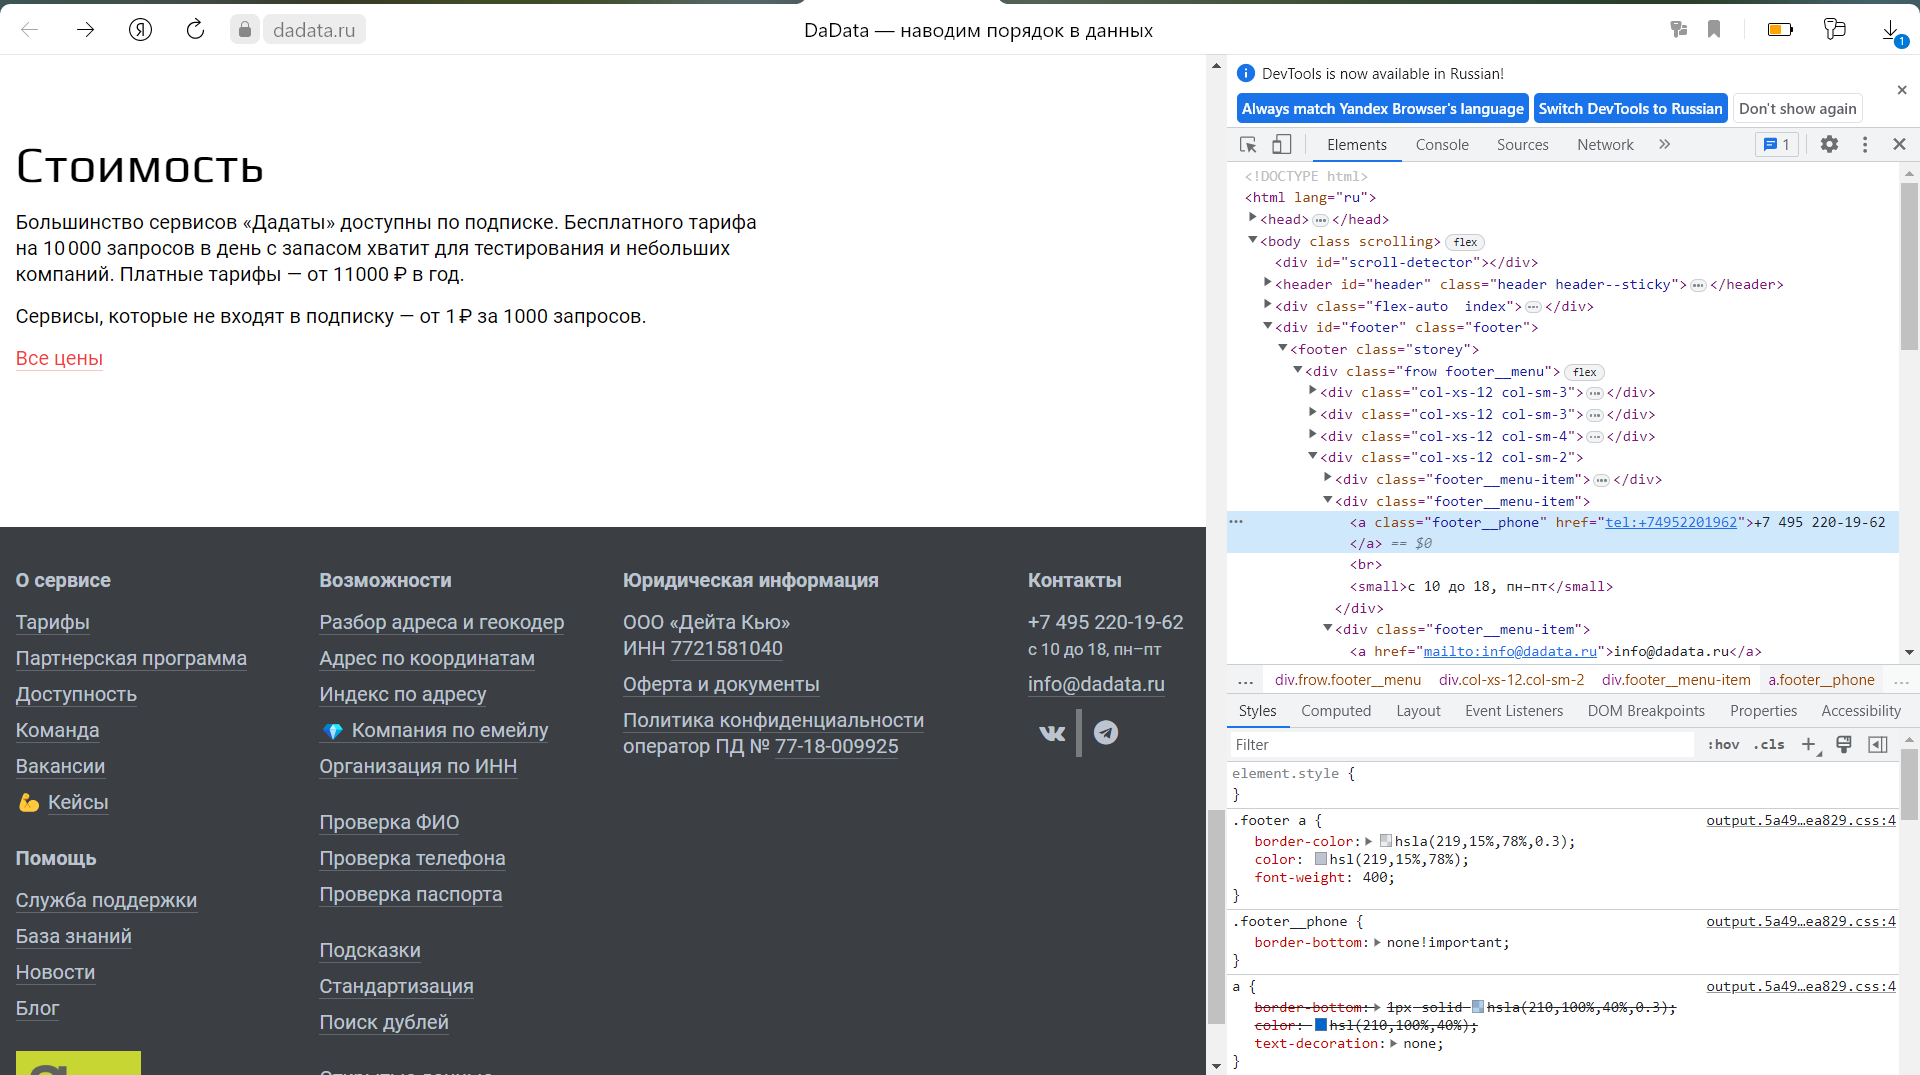 Я
dadata.ru
DaData — наводим порядок в данных
1
Стоимость
Большинство сервисов «Дадаты» доступны по подписке. Бесплатного тарифа
на 10 000 запросов в день с запасом хватит для тестирования и небольших
компаний. Платные тарифы — от 11 000 ₽ в год.
Сервисы, которые не входят в подписку — от 1 ₽ за 1000 запросов.
Все цены
О сервисе
Тарифы
Партнерская программа
Доступность
Команда
Вакансии
💪 Кейсы
Помощь
Служба поддержки
База знаний
Новости
Блог
Возможности
Разбор адреса и геокодер
Адрес по координатам
Индекс по адресу
💎 Компания по емейлу
Организация по ИНН
Проверка ФИО
Проверка телефона
Проверка паспорта
Подсказки
Стандартизация
Поиск дублей
Юридическая информация
ООО «Дейта Кью»
ИНН 7721581040
Оферта и документы
Политика конфиденциальности
оператор ПД № 77-18-009925
Контакты
+7 495 220-19-62
с 10 до 18, пн–пт
info@dadata.ru
DevTools is now available in Russian!
Always match Yandex Browser's language Switch DevTools to Russian Don't show again
Elements Console Sources Network » 1
<!DOCTYPE html>
<html lang="ru">
<head>…</head>
<body class scrolling> flex
<div id="scroll-detector"></div>
<header id="header" class="header header--sticky">…</header>
<div class="flex-auto  index">…</div>
<div id="footer" class="footer">
<footer class="storey">
<div class="frow footer__menu"> flex
<div class="col-xs-12 col-sm-3">…</div>
<div class="col-xs-12 col-sm-3">…</div>
<div class="col-xs-12 col-sm-4">…</div>
<div class="col-xs-12 col-sm-2">
<div class="footer__menu-item">…</div>
<div class="footer__menu-item">
… <a class="footer__phone" href="tel:+74952201962">+7 495 220-19-62
</a> == $0
<br>
<small>с 10 до 18, пн–пт</small>
</div>
<div class="footer__menu-item">
<a href="mailto:info@dadata.ru">info@dadata.ru</a>
… div.frow.footer__menu div.col-xs-12.col-sm-2 div.footer__menu-item a.footer__phone …
Styles Computed Layout Event Listeners DOM Breakpoints Properties Accessibility
Filter :hov .cls +
element.style {
}
.footer a { output.5a49…ea829.css:4
border-color: hsla(219,15%,78%,0.3);
color: hsl(219,15%,78%);
font-weight: 400;
}
.footer__phone { output.5a49…ea829.css:4
border-bottom: none!important;
}
a { output.5a49…ea829.css:4
border-bottom: 1px solid hsla(210,100%,40%,0.3);
color: hsl(210,100%,40%);
text-decoration: none;
}